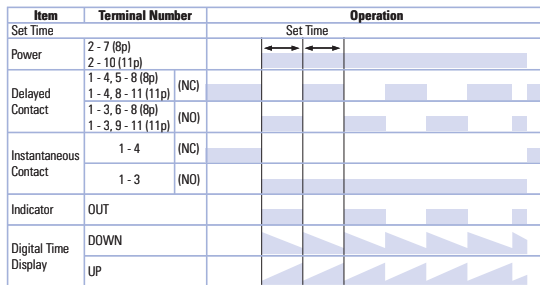 Item Terminal Number Operation
Set Time Set Time
Power 2 - 7 (8p)
2 - 10 (11p)
Delayed
Contact
1 - 4, 5 - 8 (8p)
1 - 4, 8 - 11 (11p)
(NC)
1 - 3, 6 - 8 (8p)
1 - 3, 9 - 11 (11p)
(NO)
Instantaneous
Contact
1 - 4 (NC)
1 - 3 (NO)
Indicator OUT
Digital Time
Display
DOWN
UP